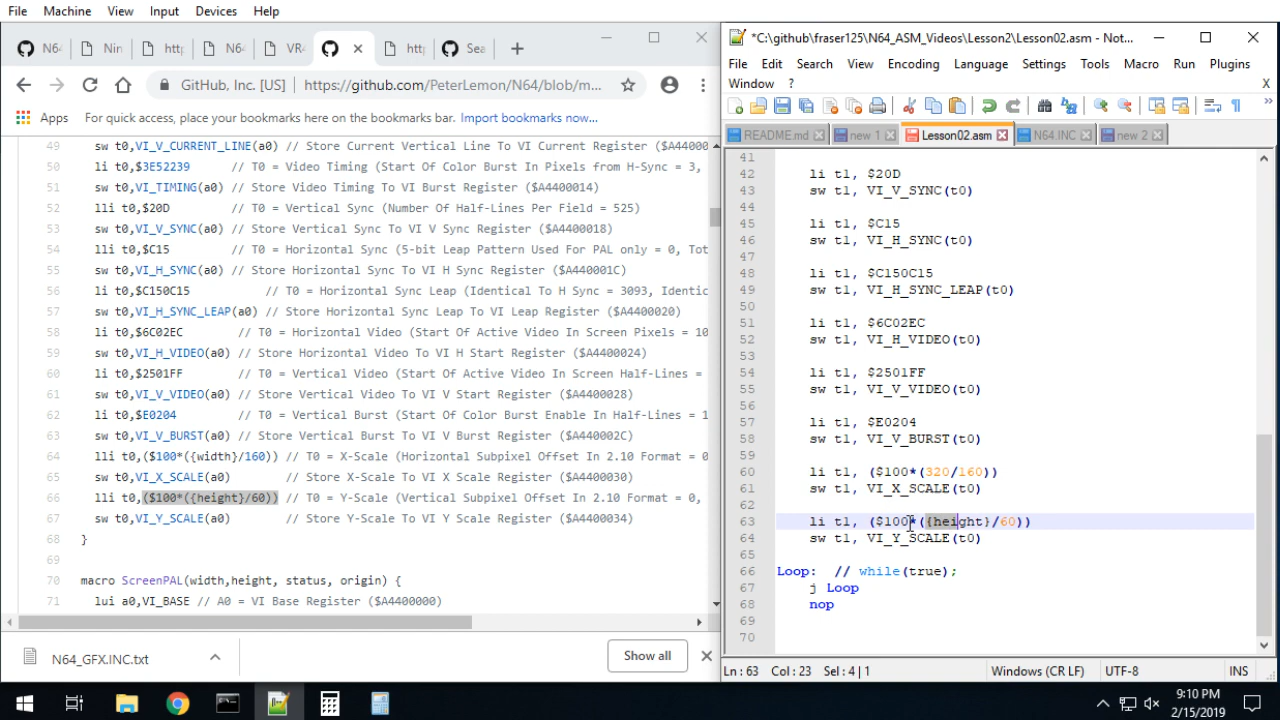 File Machine View Input Devices Help
N64 Nin http N64 VR4 htt Sea
*C:\github\fraser125\N64_ASM_Videos\Lesson2\Lesson02.asm - Not...
GitHub, Inc. [US] https://github.com/PeterLemon/N64/blob/m...
File Edit Search View Encoding Language Settings Tools Macro Run Plugins
Window ? X
Apps For quick access, place your bookmarks here on the bookmarks bar. Import bookmarks now...
README.md new 1 Lesson02.asm N64.INC new 2
49 sw t0,VI_V_CURRENT_LINE(a0) // Store Current Vertical Line To VI Current Register ($A44000
50 li t0,$3E52239 // T0 = Video Timing (Start Of Color Burst In Pixels from H-Sync = 3,
51 sw t0,VI_TIMING(a0) // Store Video Timing To VI Burst Register ($A4400014)
52 lli t0,$20D // T0 = Vertical Sync (Number Of Half-Lines Per Field = 525)
53 sw t0,VI_V_SYNC(a0) // Store Vertical Sync To VI V Sync Register ($A4400018)
54 lli t0,$C15 // T0 = Horizontal Sync (5-bit Leap Pattern Used For PAL only = 0, Tot
55 sw t0,VI_H_SYNC(a0) // Store Horizontal Sync To VI H Sync Register ($A440001C)
56 li t0,$C150C15 // T0 = Horizontal Sync Leap (Identical To H Sync = 3093, Identic
57 sw t0,VI_H_SYNC_LEAP(a0) // Store Horizontal Sync Leap To VI Leap Register ($A4400020)
58 li t0,$6C02EC // T0 = Horizontal Video (Start Of Active Video In Screen Pixels = 10
59 sw t0,VI_H_VIDEO(a0) // Store Horizontal Video To VI H Start Register ($A4400024)
60 li t0,$2501FF // T0 = Vertical Video (Start Of Active Video In Screen Half-Lines =
61 sw t0,VI_V_VIDEO(a0) // Store Vertical Video To VI V Start Register ($A4400028)
62 li t0,$E0204 // T0 = Vertical Burst (Start Of Color Burst Enable In Half-Lines = 1
63 sw t0,VI_V_BURST(a0) // Store Vertical Burst To VI V Burst Register ($A440002C)
64 lli t0,($100*({width}/160)) // T0 = X-Scale (Horizontal Subpixel Offset In 2.10 Format = 0
65 sw t0,VI_X_SCALE(a0) // Store X-Scale To VI X Scale Register ($A4400030)
66 lli t0,($100*({height}/60)) // T0 = Y-Scale (Vertical Subpixel Offset In 2.10 Format = 0,
67 sw t0,VI_Y_SCALE(a0) // Store Y-Scale To VI Y Scale Register ($A4400034)
68 }
69
70 macro ScreenPAL(width,height, status, origin) {
71 lui a0,VI_BASE // A0 = VI Base Register ($A4400000)
41
42 li t1, $20D
43 sw t1, VI_V_SYNC(t0)
44
45 li t1, $C15
46 sw t1, VI_H_SYNC(t0)
47
48 li t1, $C150C15
49 sw t1, VI_H_SYNC_LEAP(t0)
50
51 li t1, $6C02EC
52 sw t1, VI_H_VIDEO(t0)
53
54 li t1, $2501FF
55 sw t1, VI_V_VIDEO(t0)
56
57 li t1, $E0204
58 sw t1, VI_V_BURST(t0)
59
60 li t1, ($100*(320/160))
61 sw t1, VI_X_SCALE(t0)
62
63 li t1, ($100*({height}/60))
64 sw t1, VI_Y_SCALE(t0)
65
66 Loop: // while(true);
67 j Loop
68 nop
69
70
N64_GFX.INC.txt Show all
Ln : 63 Col : 23 Sel : 4 | 1 Windows (CR LF) UTF-8 INS
9:10 PM
2/15/2019